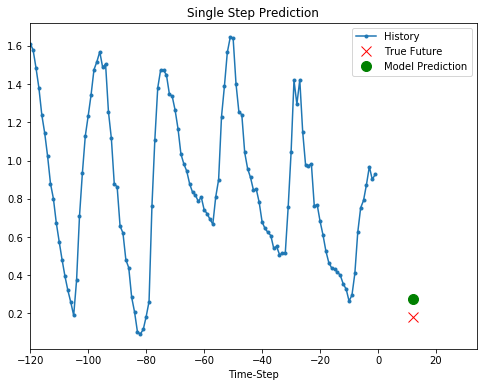 Single Step Prediction
History
True Future
Model Prediction
1.6
1.4
1.2
1.0
0.8
0.6
0.4
0.2
−120 −100 −80 −60 −40 −20 0 20
Time-Step